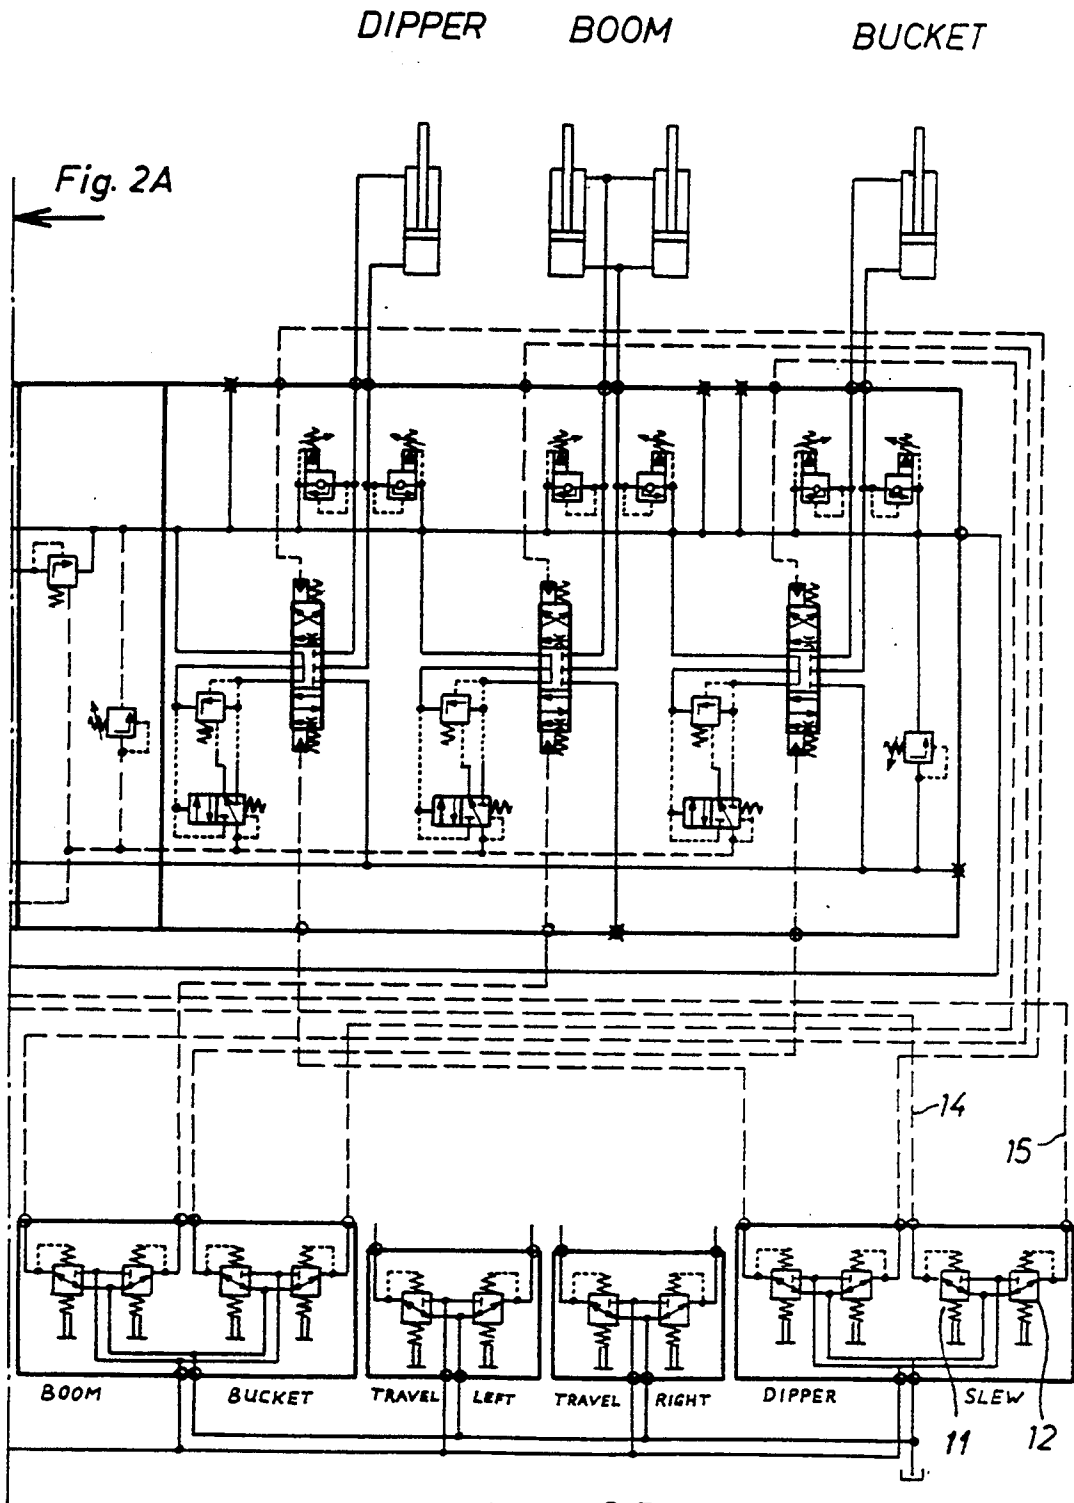 DIPPER BOOM BUCKET
Fig. 2A
14
15
BOOM BUCKET TRAVEL LEFT TRAVEL RIGHT DIPPER SLEW
11 12